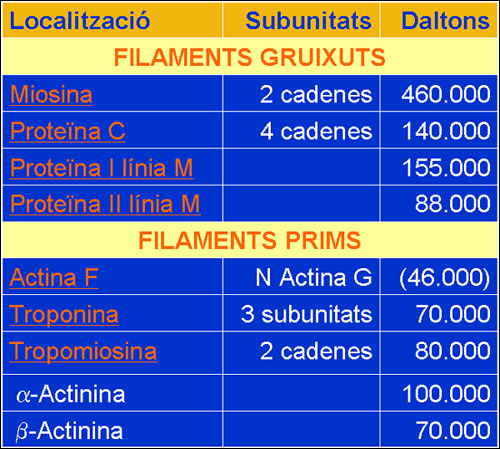 Localització Subunitats Daltons
FILAMENTS GRUIXUTS
Miosina 2 cadenes 460.000
Proteïna C 4 cadenes 140.000
Proteïna I línia M 155.000
Proteïna II línia M 88.000
FILAMENTS PRIMS
Actina F N Actina G (46.000)
Troponina 3 subunitats 70.000
Tropomiosina 2 cadenes 80.000
α-Actinina 100.000
β-Actinina 70.000